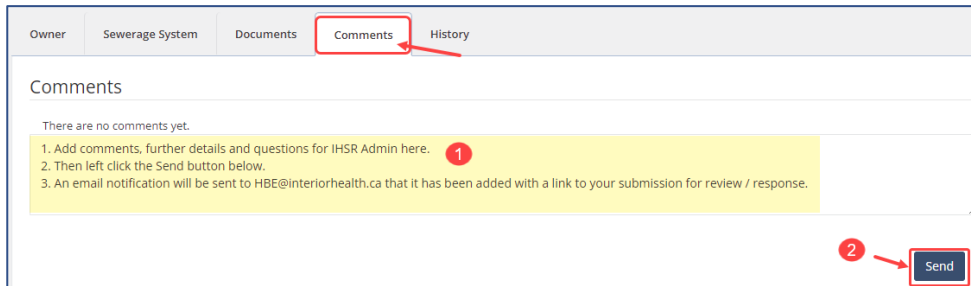 Owner Sewerage System Documents Comments History
Comments
There are no comments yet.
1. Add comments, further details and questions for IHSR Admin here.
1
2. Then left click the Send button below.
3. An email notification will be sent to HBE@interiorhealth.ca that it has been added with a link to your submission for review / response.
2
Send